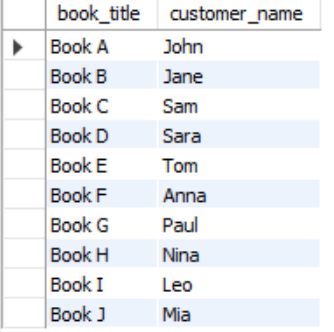 book_title customer_name
Book A John
Book B Jane
Book C Sam
Book D Sara
Book E Tom
Book F Anna
Book G Paul
Book H Nina
Book I Leo
Book J Mia